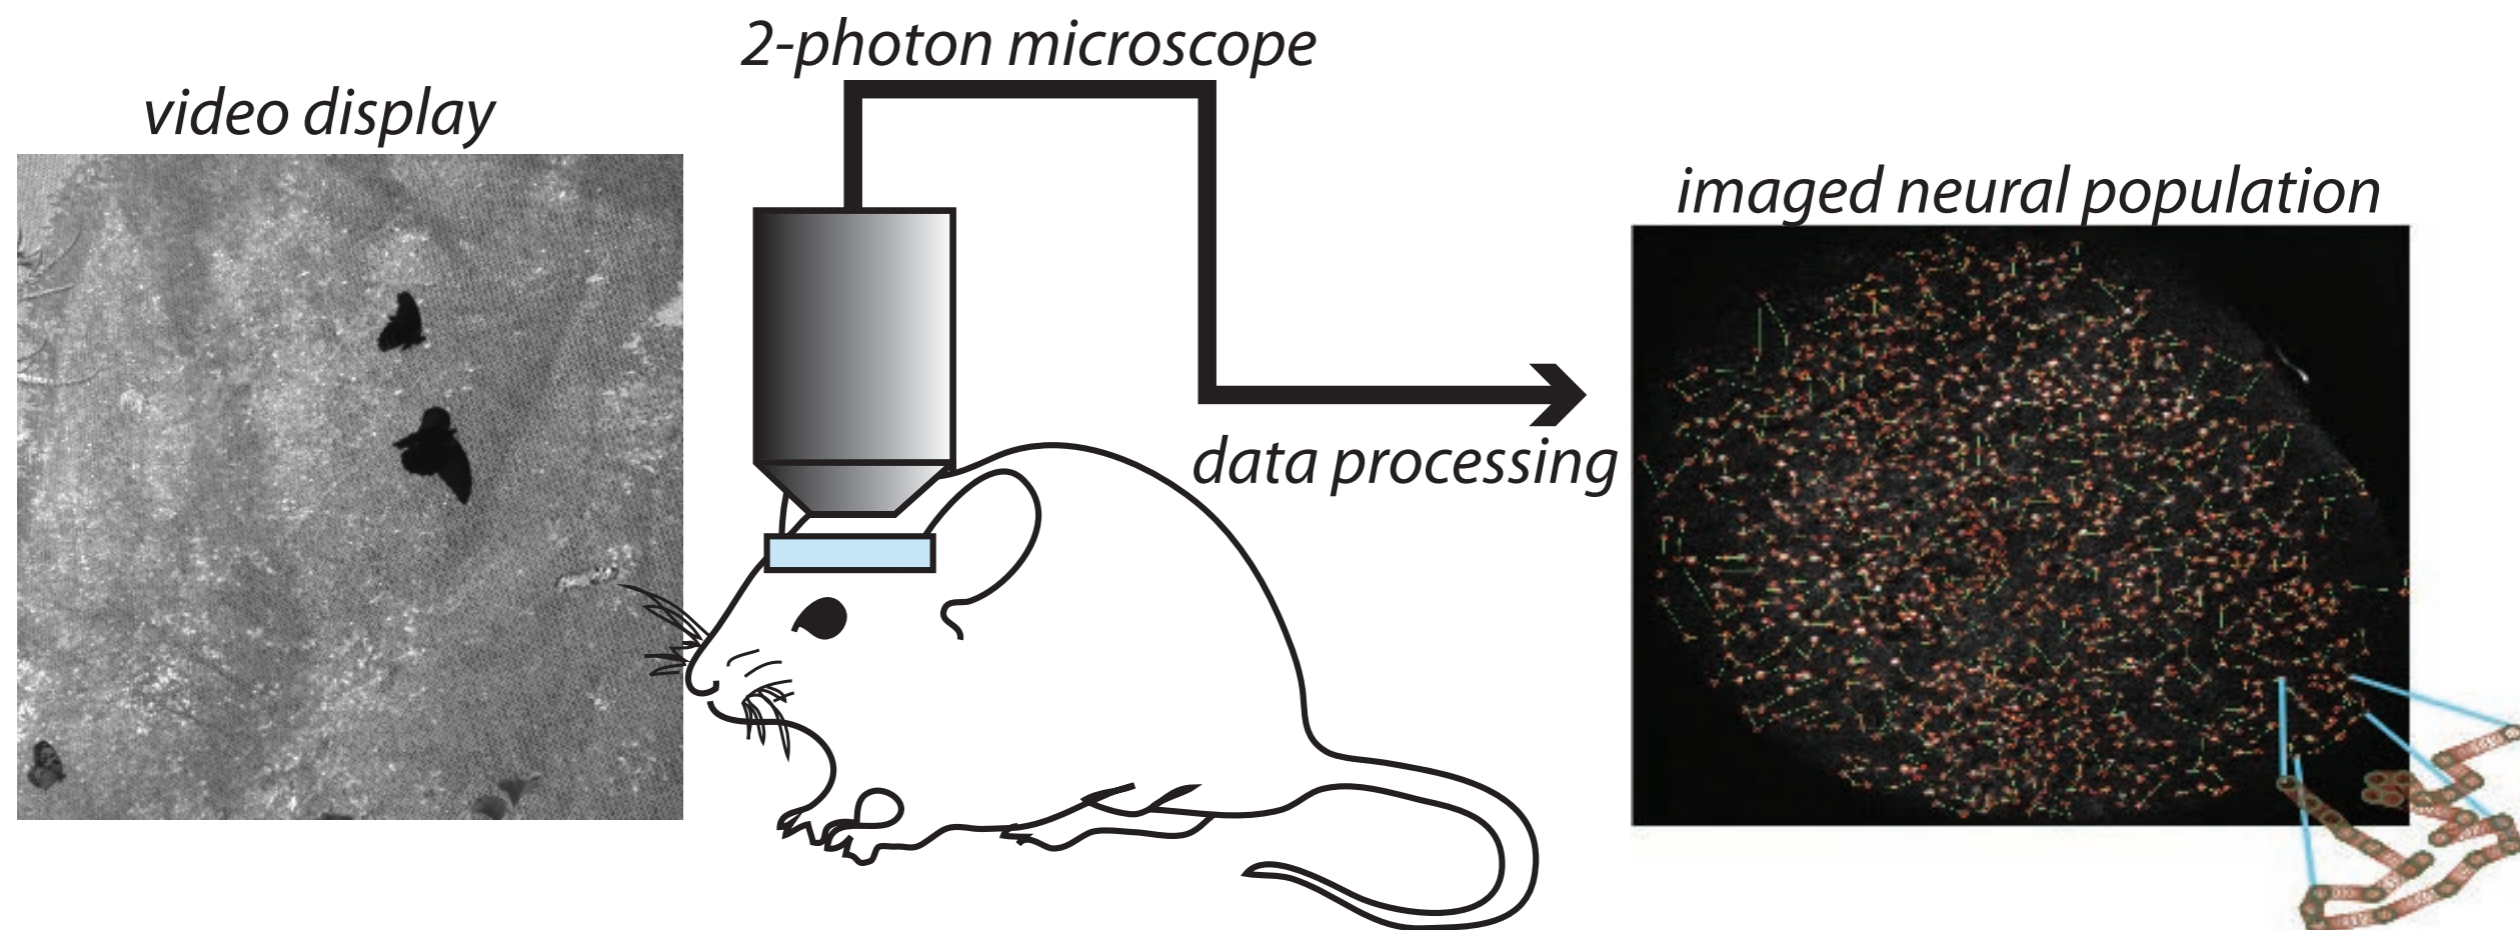 2-photon microscope
video display
imaged neural population
data processing